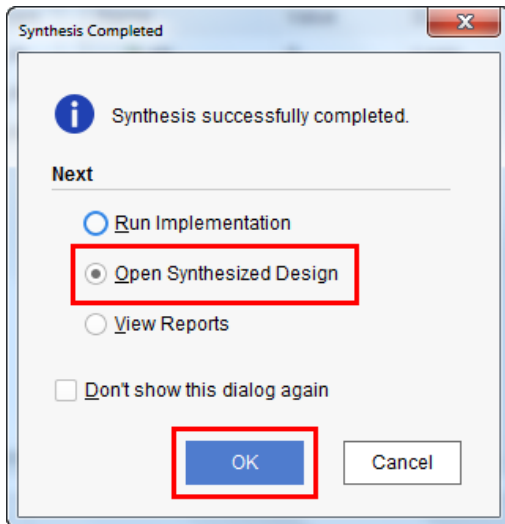 Synthesis Completed
Synthesis successfully completed.
Next
Run Implementation
Open Synthesized Design
View Reports
Don't show this dialog again
OK
Cancel